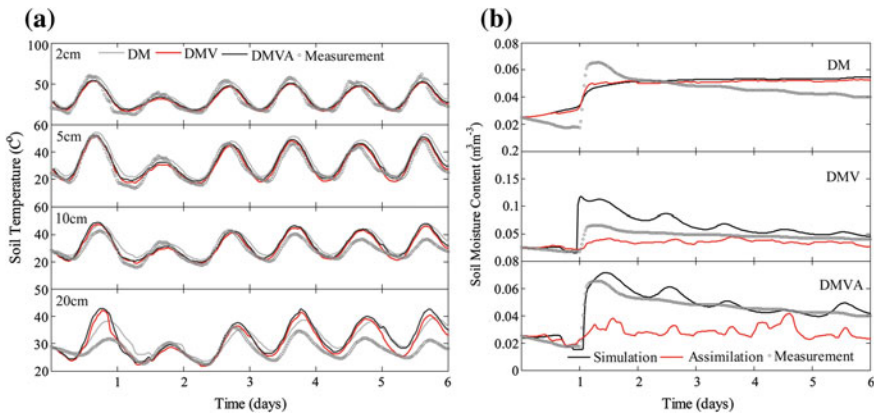 (a)
(b)
100
2cm
DM
DMV
DMVA
Measurement
50
60
5cm
40
20
60
10cm
40
20
50
20cm
40
30
20
1
2
3
4
5
6
Time (days)
Soil Temperature (C⁰)
0.08
DM
0.06
0.04
0.02
0.2
DMV
0.1
0.05
0.08
DMVA
0.06
0.04
0.02
0
Simulation
Assimilation
Measurement
0
1
2
3
4
5
6
Time (days)
Soil Moisture Content (m³m-³)